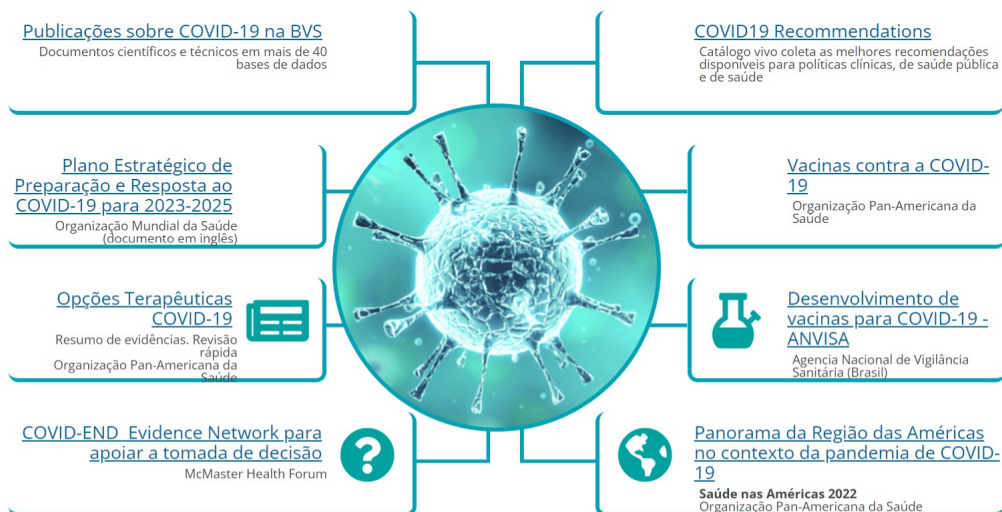 Publicações sobre COVID-19 na BVS
Documentos científicos e técnicos em mais de 40
bases de dados
COVID19 Recommendations
Catálogo vivo coleta as melhores recomendações
disponíveis para políticas clínicas, de saúde pública
e de saúde
Plano Estratégico de
Preparação e Resposta ao
COVID-19 para 2023-2025
Organização Mundial da Saúde
(documento em inglês)
Vacinas contra a COVID-
19
Organização Pan-Americana da
Saúde
Opções Terapêuticas
COVID-19
Resumo de evidências. Revisão
rápida
Organização Pan-Americana da
Saúde
Desenvolvimento de
vacinas para COVID-19 -
ANVISA
Agencia Nacional de Vigilância
Sanitária (Brasil)
COVID-END Evidence Network para
apoiar a tomada de decisão
McMaster Health Forum
?
Panorama da Região das Américas
no contexto da pandemia de COVID-
19
Saúde nas Américas 2022
Organização Pan-Americana da Saúde